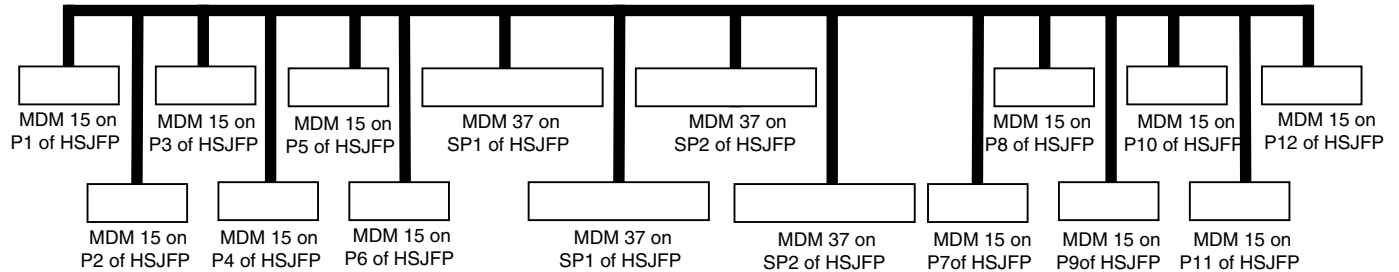 MDM 15 on
P1 of HSJFP
MDM 15 on
P3 of HSJFP
MDM 15 on
P5 of HSJFP
MDM 37 on
SP1 of HSJFP
MDM 37 on
SP2 of HSJFP
MDM 15 on
P8 of HSJFP
MDM 15 on
P10 of HSJFP
MDM 15 on
P12 of HSJFP
MDM 15 on
P2 of HSJFP
MDM 15 on
P4 of HSJFP
MDM 15 on
P6 of HSJFP
MDM 37 on
SP1 of HSJFP
MDM 37 on
SP2 of HSJFP
MDM 15 on
P7of HSJFP
MDM 15 on
P9of HSJFP
MDM 15 on
P11 of HSJFP